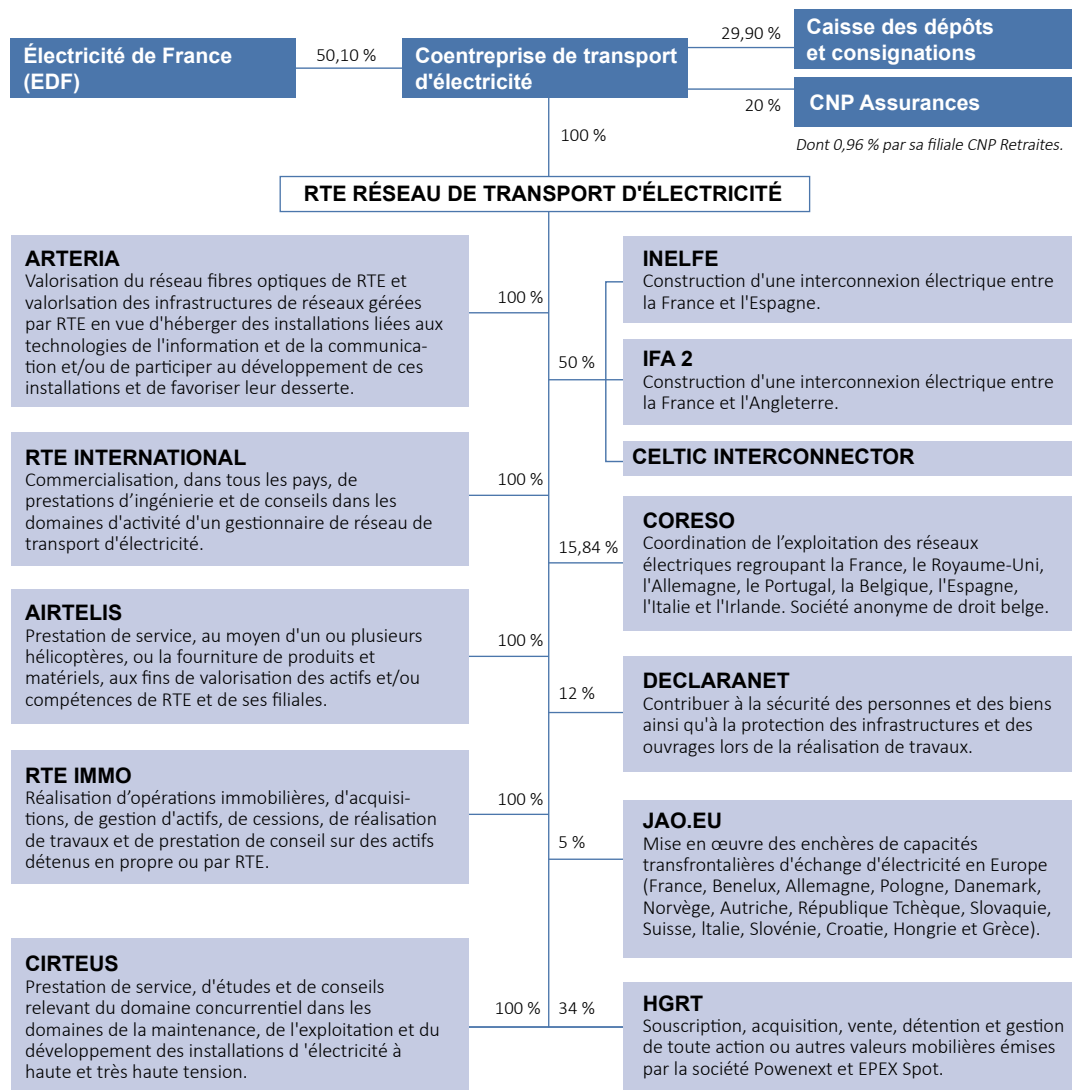 Électricité de France
(EDF)
50,10 %
Coentreprise de transport
d'électricité
29,90 %
Caisse des dépôts
et consignations
20 %
CNP Assurances
Dont 0,96 % par sa filiale CNP Retraites.
100 %
RTE RÉSEAU DE TRANSPORT D'ÉLECTRICITÉ
ARTERIA
Valorisation du réseau fibres optiques de RTE et
valorlsation des infrastructures de réseaux gérées
par RTE en vue d'héberger des installations liées aux
technologies de l'information et de la communica-
tion et/ou de participer au développement de ces
installations et de favoriser leur desserte.
100 %
RTE INTERNATIONAL
Commercialisation, dans tous les pays, de
prestations d’ingénierie et de conseils dans les
domaines d'activité d'un gestionnaire de réseau de
transport d'électricité.
100 %
AIRTELIS
Prestation de service, au moyen d'un ou plusieurs
hélicoptères, ou la fourniture de produits et
matériels, aux fins de valorisation des actifs et/ou
compétences de RTE et de ses filiales.
100 %
RTE IMMO
Réalisation d’opérations immobilières, d'acquisi-
tions, de gestion d'actifs, de cessions, de réalisation
de travaux et de prestation de conseil sur des actifs
détenus en propre ou par RTE.
100 %
CIRTEUS
Prestation de service, d'études et de conseils
relevant du domaine concurrentiel dans les
domaines de la maintenance, de l'exploitation et du
développement des installations d 'électricité à
haute et très haute tension.
100 %
50 %
INELFE
Construction d'une interconnexion électrique entre
la France et l'Espagne.
IFA 2
Construction d'une interconnexion électrique entre
la France et l'Angleterre.
CELTIC INTERCONNECTOR
15,84 %
CORESO
Coordination de l’exploitation des réseaux
électriques regroupant la France, le Royaume-Uni,
l'Allemagne, le Portugal, la Belgique, l'Espagne,
l'Italie et l'Irlande. Société anonyme de droit belge.
12 %
DECLARANET
Contribuer à la sécurité des personnes et des biens
ainsi qu'à la protection des infrastructures et des
ouvrages lors de la réalisation de travaux.
5 %
JAO.EU
Mise en œuvre des enchères de capacités
transfrontalières d'échange d'électricité en Europe
(France, Benelux, Allemagne, Pologne, Danemark,
Norvège, Autriche, République Tchèque, Slovaquie,
Suisse, ltalie, Slovénie, Croatie, Hongrie et Grèce).
34 %
HGRT
Souscription, acquisition, vente, détention et gestion
de toute action ou autres valeurs mobilières émises
par la société Powenext et EPEX Spot.